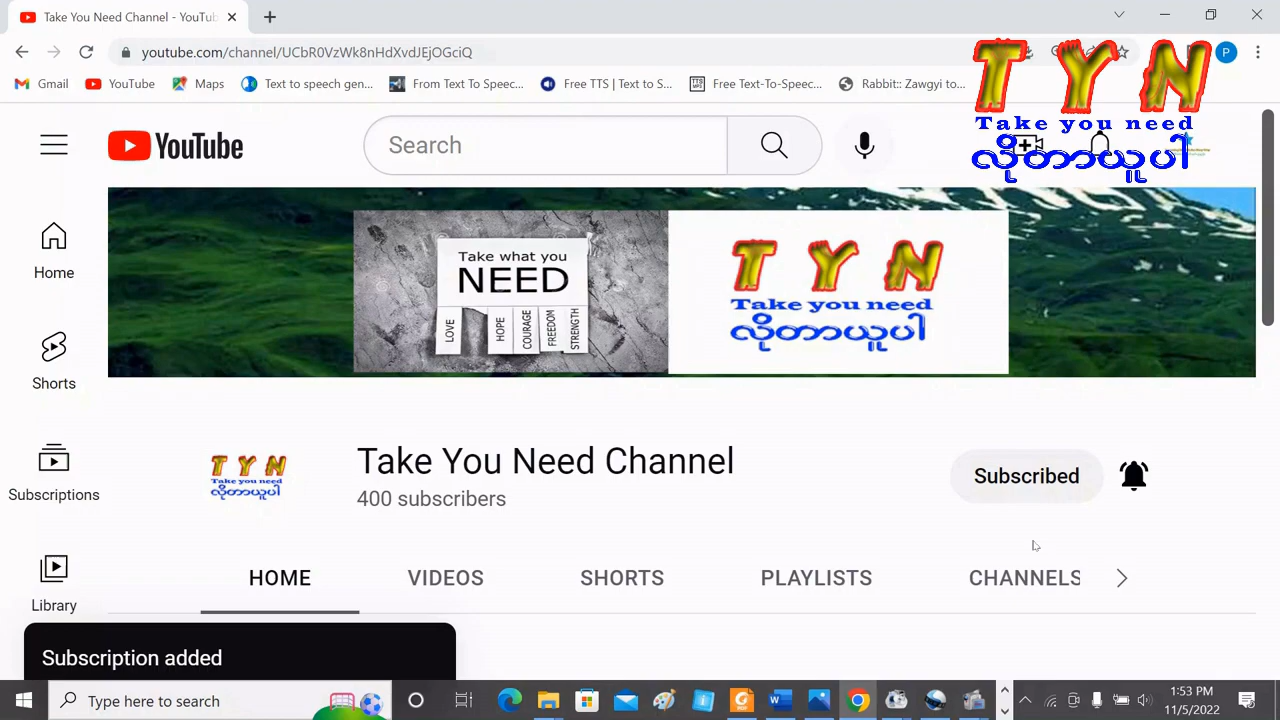 Take You Need Channel - YouTub
youtube.com/channel/UCbR0VzWk8nHdXvdJEjOGciQ
P
Gmail
YouTube
Maps
Text to speech gen...
From Text To Speec...
Free TTS | Text to S...
Free Text-To-Speec...
Rabbit:: Zawgyi to...
T Y N
Take you need
လိုတာယူပါ
YouTube
Search
Home
Shorts
Subscriptions
Library
Take what you
NEED
LOVE
HOPE
COURAGE
FREEDOM
STRENGTH
T Y N
Take you need
လိုတာယူပါ
T Y N
Take you need
လိုတာယူပါ
Take You Need Channel
400 subscribers
Subscribed
HOME
VIDEOS
SHORTS
PLAYLISTS
CHANNELS
Subscription added
Type here to search
1:53 PM
11/5/2022